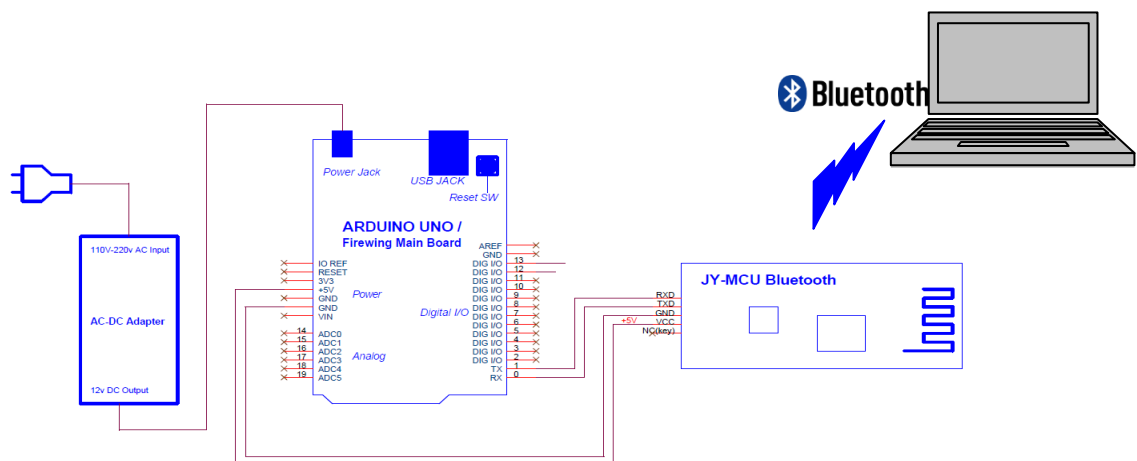 Bluetooth
Power Jack
USB JACK
Reset SW
110V-220v AC Input
AC-DC Adapter
12v DC Output
ARDUINO UNO /
Firewing Main Board
IO REF
RESET
3V3
+5V
GND
GND
VIN
Power
14 ADC0
15 ADC1
16 ADC2
17 ADC3
18 ADC4
19 ADC5
Analog
AREF
GND
DIG I/O 13
DIG I/O 12
DIG I/O 11
DIG I/O 10
DIG I/O 9
DIG I/O 8
DIG I/O 7
DIG I/O 6
DIG I/O 5
DIG I/O 4
DIG I/O 3
DIG I/O 2
TX 1
RX 0
Digital I/O
JY-MCU Bluetooth
RXD
TXD
GND
+5V VCC
NC(key)